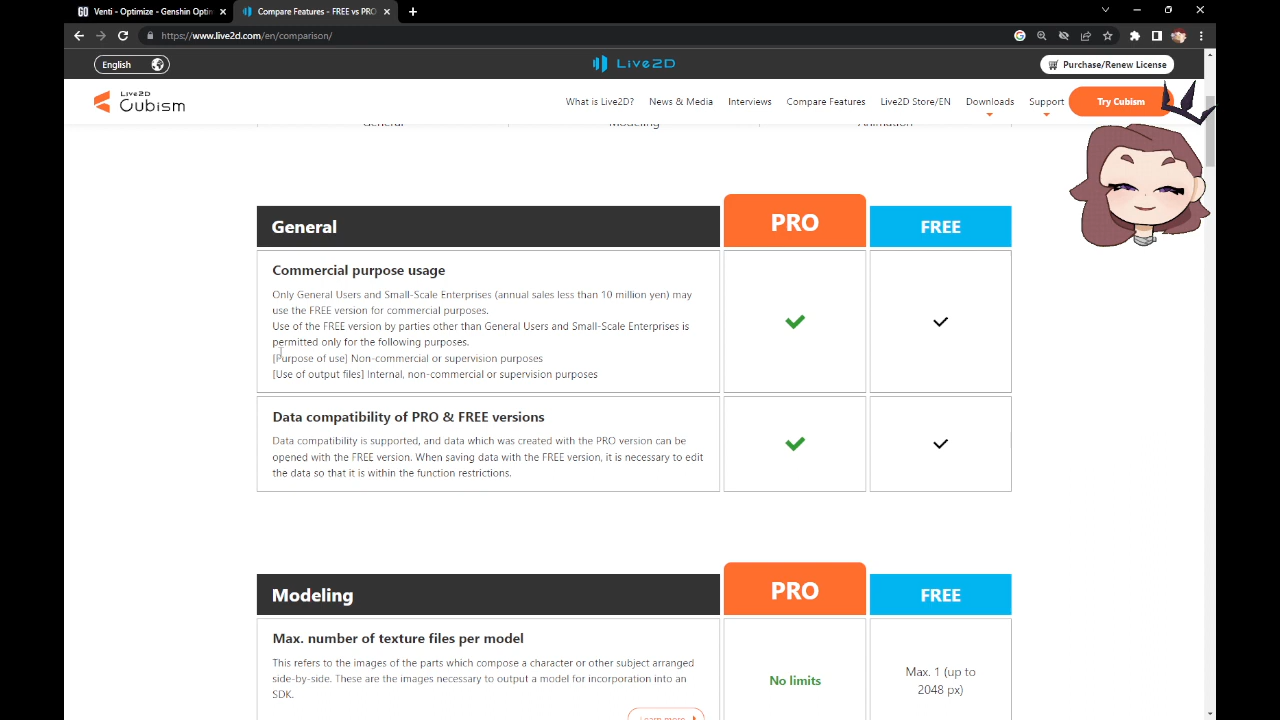 Venti - Optimize - Genshin Optim
Compare Features - FREE vs PRO
https://www.live2d.com/en/comparison/
English
Live2D
Purchase/Renew License
Live2D
Cubism
What is Live2D?
News & Media
Interviews
Compare Features
Live2D Store/EN
Downloads
Support
Try Cubism
General
Modeling
Animation
General
PRO
FREE
Commercial purpose usage
Only General Users and Small-Scale Enterprises (annual sales less than 10 million yen) may
use the FREE version for commercial purposes.
Use of the FREE version by parties other than General Users and Small-Scale Enterprises is
permitted only for the following purposes.
[Purpose of use] Non-commercial or supervision purposes
[Use of output files] Internal, non-commercial or supervision purposes
Data compatibility of PRO & FREE versions
Data compatibility is supported, and data which was created with the PRO version can be
opened with the FREE version. When saving data with the FREE version, it is necessary to edit
the data so that it is within the function restrictions.
Modeling
PRO
FREE
Max. number of texture files per model
This refers to the images of the parts which compose a character or other subject arranged
side-by-side. These are the images necessary to output a model for incorporation into an
SDK.
No limits
Max. 1 (up to
2048 px)
Learn more